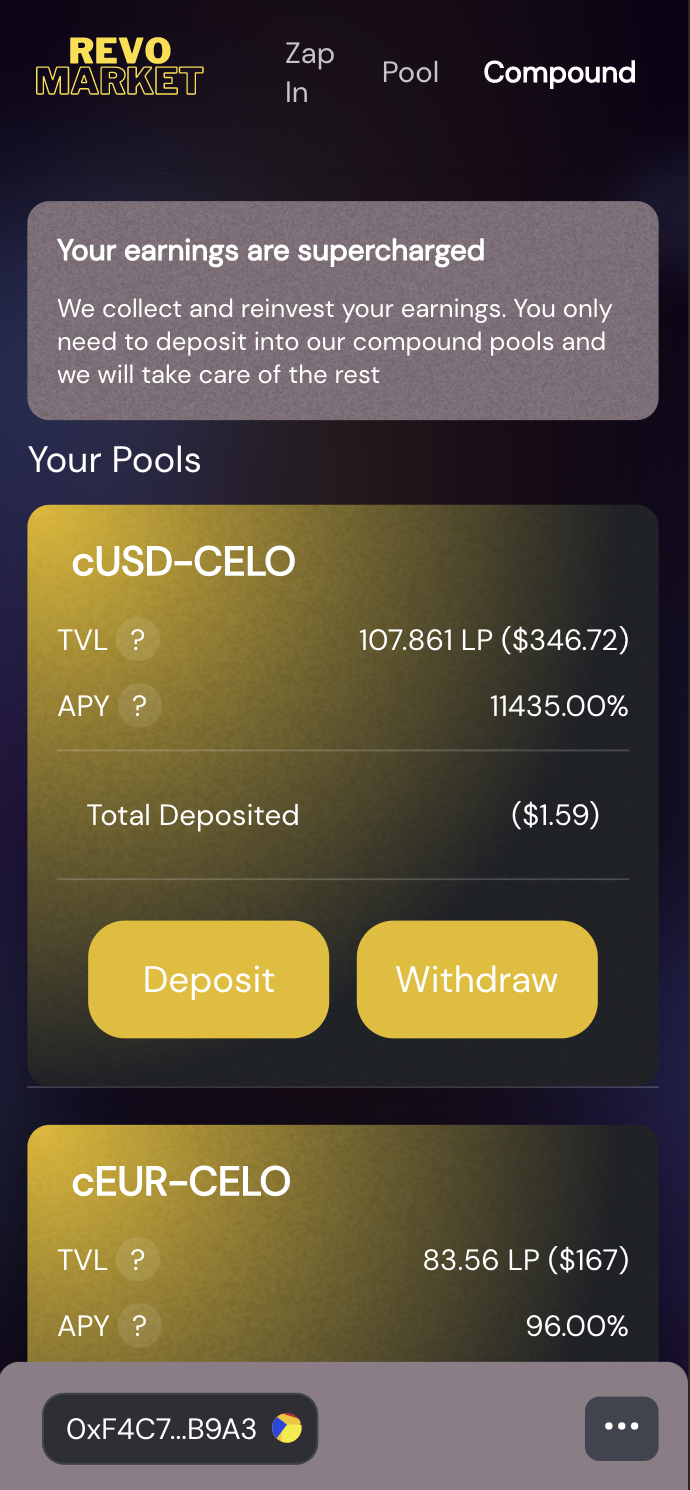 REVO
MARKET
Zap
In
Pool
Compound
Your earnings are supercharged
We collect and reinvest your earnings. You only
need to deposit into our compound pools and
we will take care of the rest
Your Pools
cUSD-CELO
TVL ? 107.861 LP ($346.72)
APY ? 11435.00%
Total Deposited ($1.59)
Deposit Withdraw
cEUR-CELO
TVL ? 83.56 LP ($167)
APY ? 96.00%
0xF4C7...B9A3